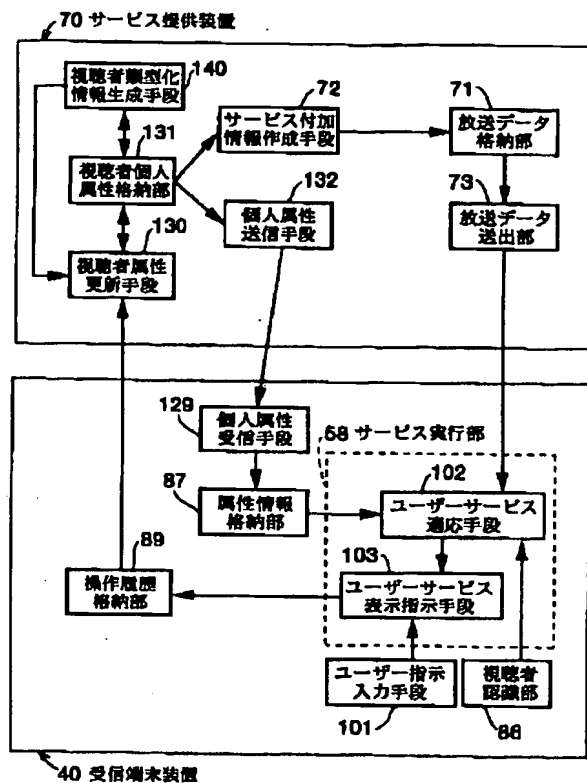 70 サービス提供装置
視聴者類型化
情報生成手段
140
72
サービス付加
情報作成手段
71
放送データ
格納部
131
視聴者個人
属性格納部
132
個人属性
送信手段
73
放送データ
送出部
130
視聴者属性
更新手段
129
個人属性
受信手段
58 サービス実行部
87
属性情報
格納部
102
ユーザーサービス
適応手段
89
操作履歴
格納部
103
ユーザーサービス
表示指示手段
ユーザー指示
入力手段
101
視聴者
認識部
88
40 受信端末装置